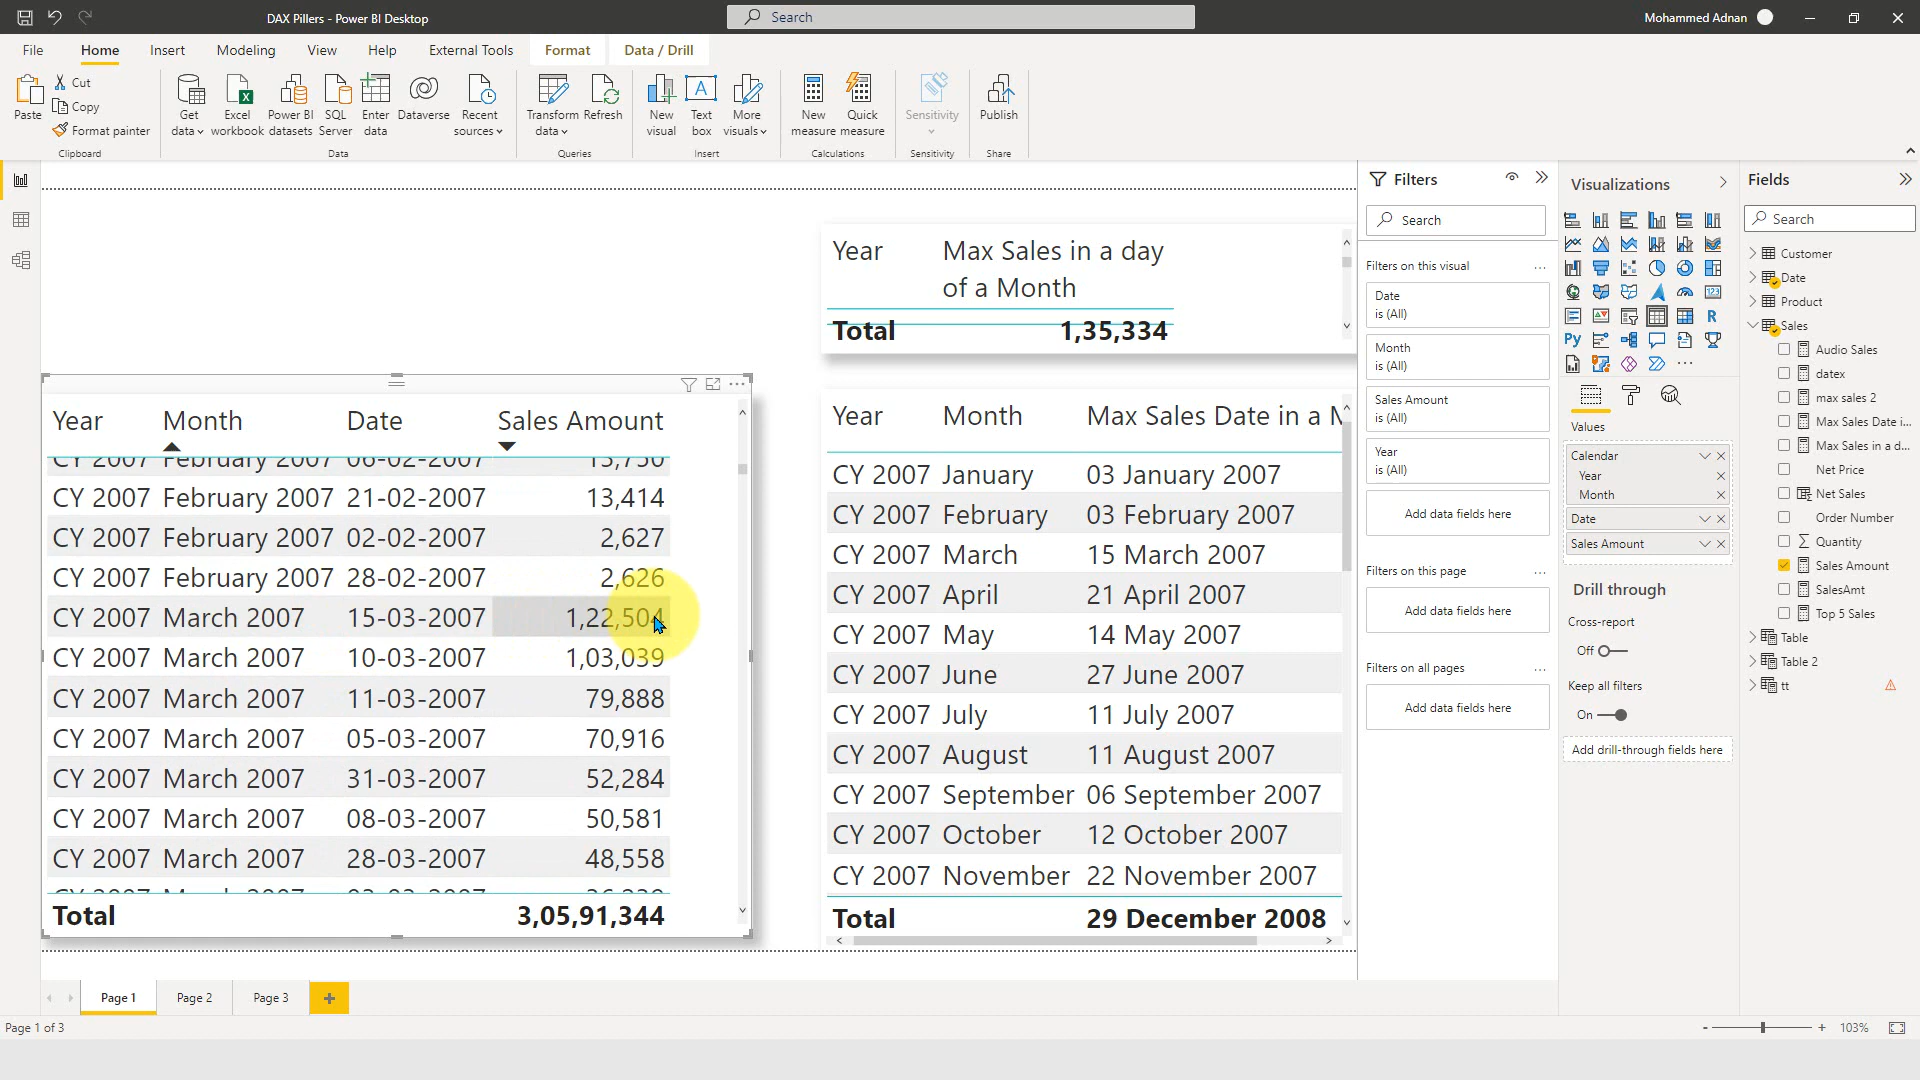 DAX Pillers - Power BI Desktop
Search
Mohammed Adnan
File Home Insert Modeling View Help External Tools Format Data / Drill
Paste
Cut
Copy
Format painter
Get data
Excel workbook
Power BI datasets
SQL Server
Enter data
Dataverse
Recent sources
Transform data
Refresh
New visual
Text box
More visuals
New measure
Quick measure
Sensitivity
Publish
Clipboard Data Queries Insert Calculations Sensitivity Share
Year Max Sales in a day
of a Month
Total 1,35,334
Year Month Date Sales Amount
CY 2007 February 2007 06-02-2007 13,750
CY 2007 February 2007 21-02-2007 13,414
CY 2007 February 2007 02-02-2007 2,627
CY 2007 February 2007 28-02-2007 2,626
CY 2007 March 2007 15-03-2007 1,22,504
CY 2007 March 2007 10-03-2007 1,03,039
CY 2007 March 2007 11-03-2007 79,888
CY 2007 March 2007 05-03-2007 70,916
CY 2007 March 2007 31-03-2007 52,284
CY 2007 March 2007 08-03-2007 50,581
CY 2007 March 2007 28-03-2007 48,558
Total 3,05,91,344
Year Month Max Sales Date in a M
CY 2007 January 03 January 2007
CY 2007 February 03 February 2007
CY 2007 March 15 March 2007
CY 2007 April 21 April 2007
CY 2007 May 14 May 2007
CY 2007 June 27 June 2007
CY 2007 July 11 July 2007
CY 2007 August 11 August 2007
CY 2007 September 06 September 2007
CY 2007 October 12 October 2007
CY 2007 November 22 November 2007
Total 29 December 2008
Filters
Search
Filters on this visual ...
Date
is (All)
Month
is (All)
Sales Amount
is (All)
Year
is (All)
Add data fields here
Filters on this page ...
Add data fields here
Filters on all pages ...
Add data fields here
Visualizations
R
Py
123
...
Values
Calendar
Year
Month
Date
Sales Amount
Drill through
Cross-report
Off
Keep all filters
On
Add drill-through fields here
Fields
Search
Customer
Date
Product
Sales
Audio Sales
datex
max sales 2
Max Sales Date i...
Max Sales in a d...
Net Price
Net Sales
Order Number
Quantity
Sales Amount
SalesAmt
Top 5 Sales
Table
Table 2
tt
Page 1 Page 2 Page 3 +
Page 1 of 3
- + 103%